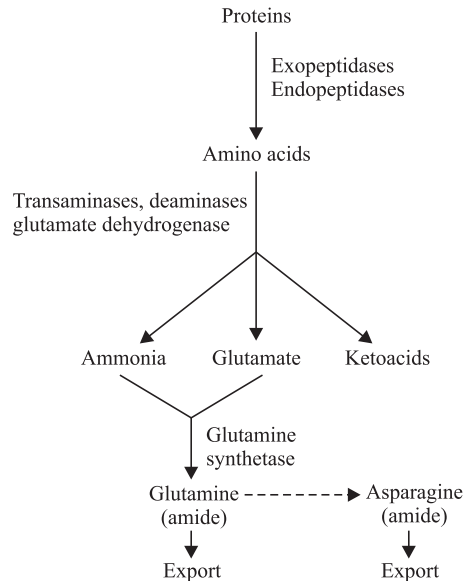 Proteins
Exopeptidases
Endopeptidases
Amino acids
Transaminases, deaminases
glutamate dehydrogenase
Ammonia
Glutamate
Ketoacids
Glutamine
synthetase
Glutamine
(amide)
Asparagine
(amide)
Export
Export